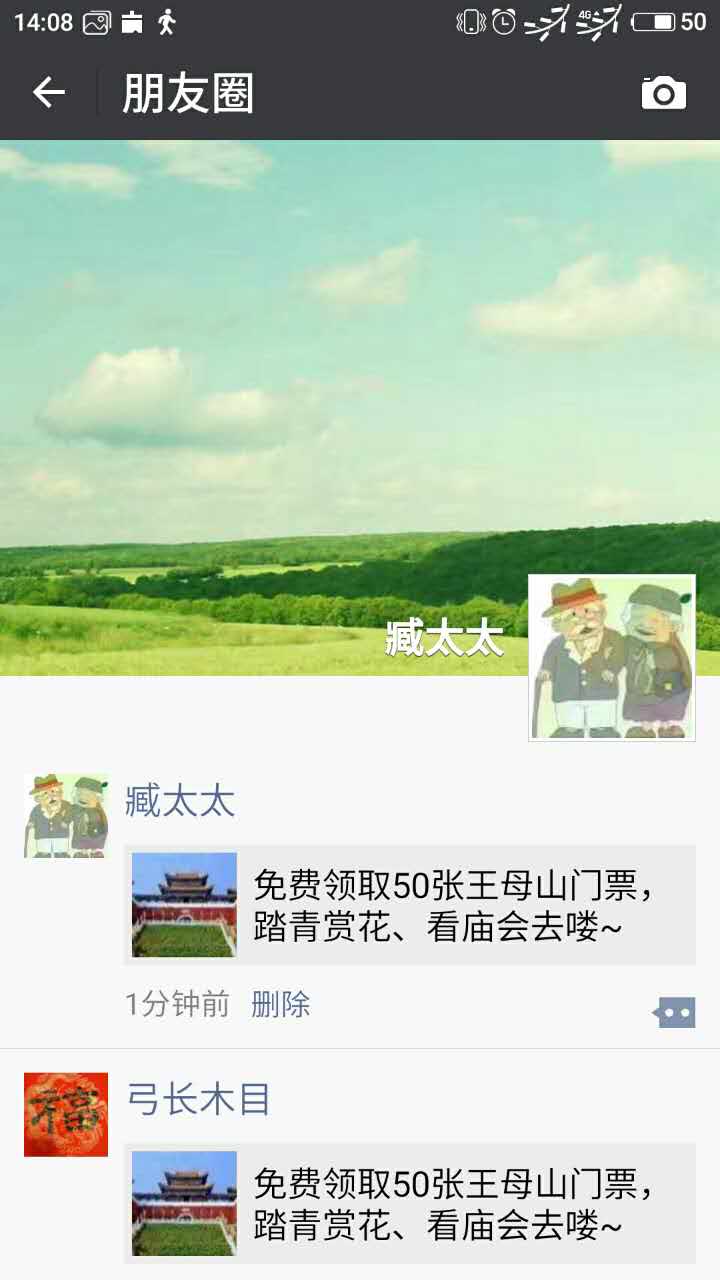 14:08 4G 50
朋友圈
臧太太
臧太太
免费领取50张王母山门票，
踏青赏花、看庙会去喽~
1分钟前 删除
福
弓长木目
免费领取50张王母山门票，
踏青赏花、看庙会去喽~